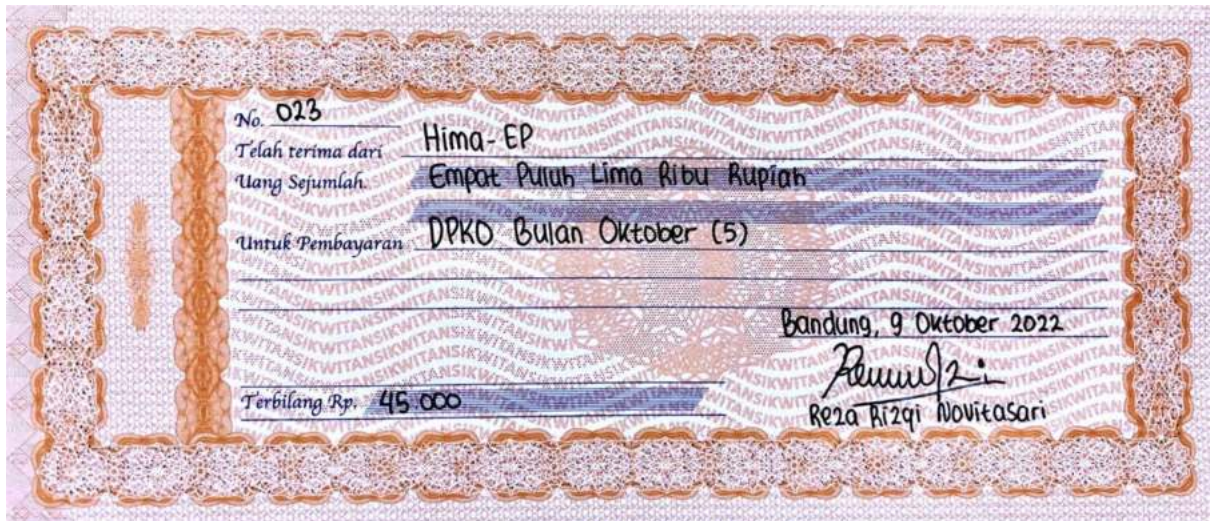 No. 023
Telah terima dari Hima-EP
Uang Sejumlah Empat Puluh Lima Ribu Rupiah
Untuk Pembayaran DPKO Bulan Oktober (5)
Bandung, 9 Oktober 2022
Terbilang Rp. 45.000
Reza Rizqi Novitasari